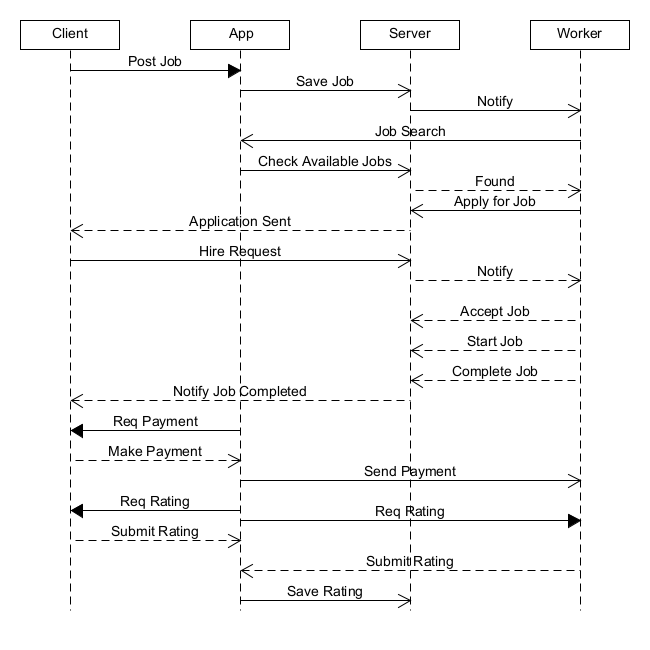 Client
App
Server
Worker
Post Job
Save Job
Notify
Job Search
Check Available Jobs
Found
Apply for Job
Application Sent
Hire Request
Notify
Accept Job
Start Job
Complete Job
Notify Job Completed
Req Payment
Make Payment
Send Payment
Req Rating
Req Rating
Submit Rating
Submit Rating
Save Rating